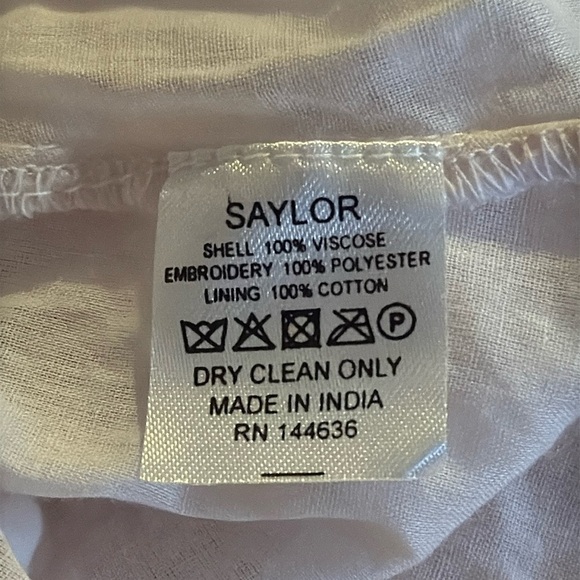 SAYLOR
SHELL 100% VISCOSE
EMBROIDERY 100% POLYESTER
LINING 100% COTTON
P
DRY CLEAN ONLY
MADE IN INDIA
RN 144636